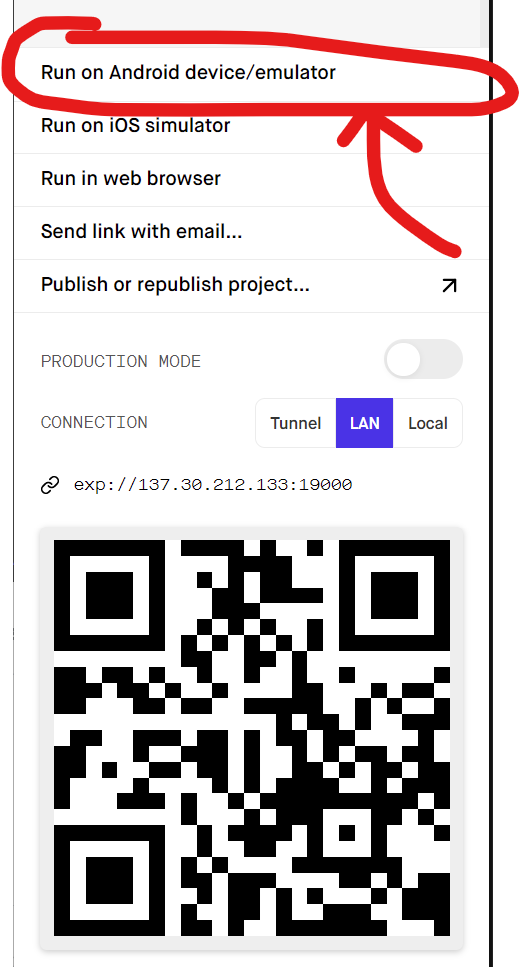 Run on Android device/emulator
Run on iOS simulator
Run in web browser
Send link with email...
Publish or republish project...
PRODUCTION MODE
CONNECTION Tunnel LAN Local
exp://137.30.212.133:19000